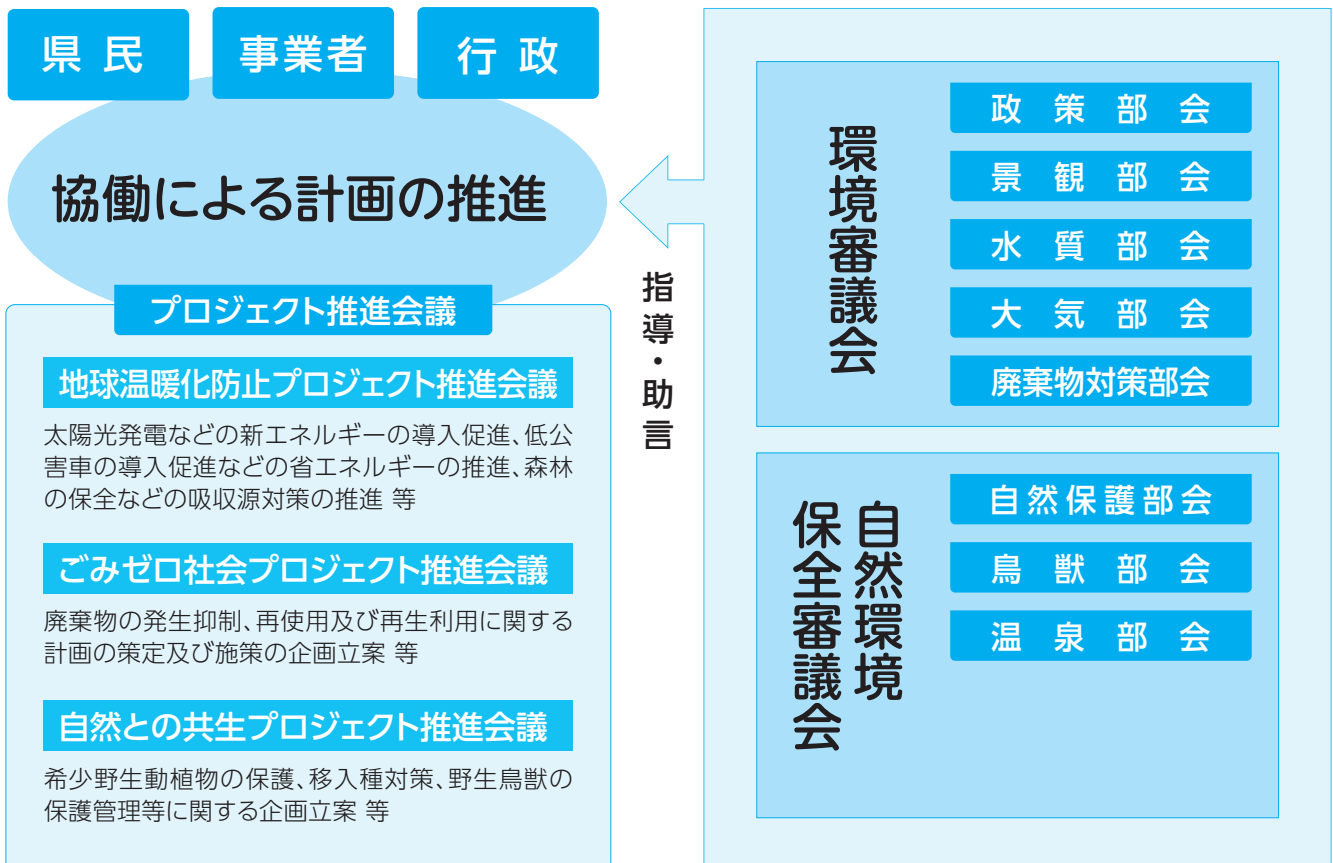 県民
事業者
行政
協働による計画の推進
プロジェクト推進会議
地球温暖化防止プロジェクト推進会議
太陽光発電などの新エネルギーの導入促進、低公
害車の導入促進などの省エネルギーの推進、森林
の保全などの吸収源対策の推進 等
ごみゼロ社会プロジェクト推進会議
廃棄物の発生抑制、再使用及び再生利用に関する
計画の策定及び施策の企画立案 等
自然との共生プロジェクト推進会議
希少野生動植物の保護、移入種対策、野生鳥獣の
保護管理等に関する企画立案 等
指導・助言
環境審議会
政策部会
景観部会
水質部会
大気部会
廃棄物対策部会
自然環境
保全審議会
自然保護部会
鳥獣部会
温泉部会